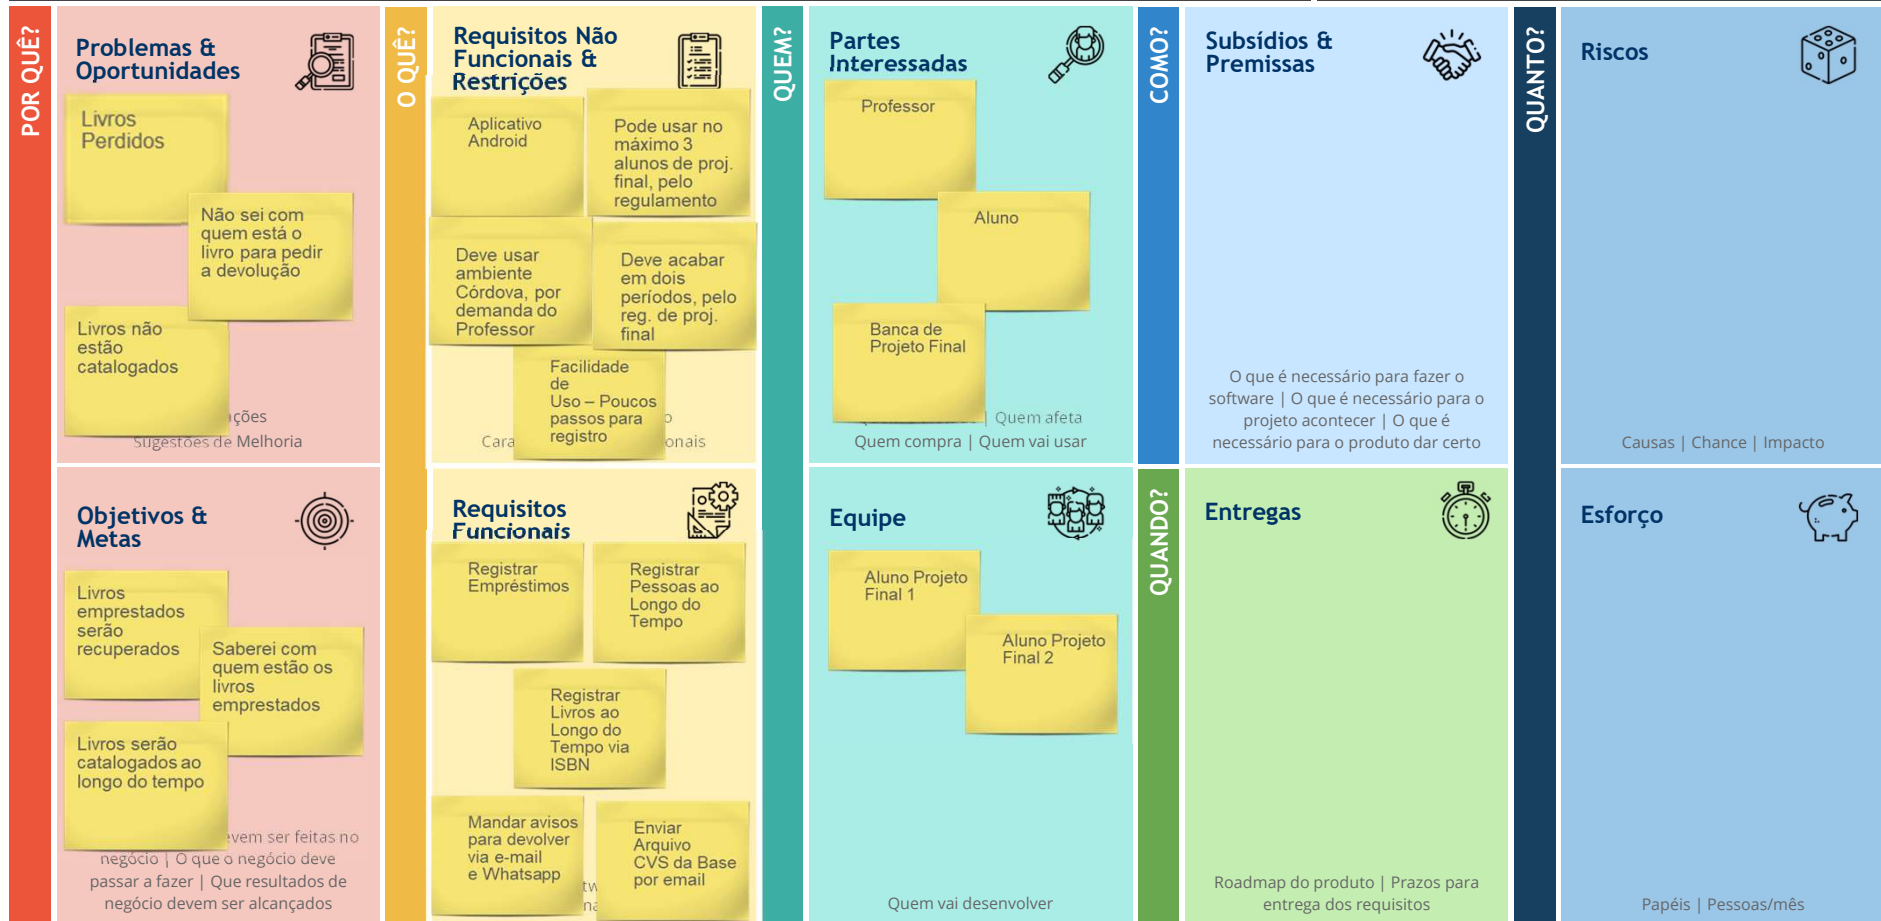 POR QUÊ?
Problemas &
Oportunidades
Livros
Perdidos
Não sei com
quem está o
livro para pedir
a devolução
Livros não
estão
catalogados
ções
Sugestões de Melhoria
Objetivos &
Metas
Livros
emprestados
serão
recuperados
Saberei com
quem estão os
livros
emprestados
Livros serão
catalogados ao
longo do tempo
evem ser feitas no
negócio | O que o negócio deve
passar a fazer | Que resultados de
negócio devem ser alcançados
O QUÊ?
Requisitos Não
Funcionais &
Restrições
Aplicativo
Android
Pode usar no
máximo 3
alunos de proj.
final, pelo
regulamento
Deve usar
ambiente
Córdova, por
demanda do
Professor
Deve acabar
em dois
períodos, pelo
reg. de proj.
final
Facilidade
de
Uso – Poucos
passos para
registro
o
Cara
onais
Requisitos
Funcionais
Registrar
Empréstimos
Registrar
Pessoas ao
Longo do
Tempo
Registrar
Livros ao
Longo do
Tempo via
ISBN
Mandar avisos
para devolver
via e-mail
e Whatsapp
Enviar
Arquivo
CVS da Base
por email
QUEM?
Partes
Interessadas
Professor
Aluno
Banca de
Projeto Final
| Quem afeta
Quem compra | Quem vai usar
Equipe
Aluno Projeto
Final 1
Aluno Projeto
Final 2
Quem vai desenvolver
COMO?
Subsídios &
Premissas
O que é necessário para fazer o
software | O que é necessário para o
projeto acontecer | O que é
necessário para o produto dar certo
QUANDO?
Entregas
Roadmap do produto | Prazos para
entrega dos requisitos
QUANTO?
Riscos
Causas | Chance | Impacto
Esforço
Papéis | Pessoas/mês